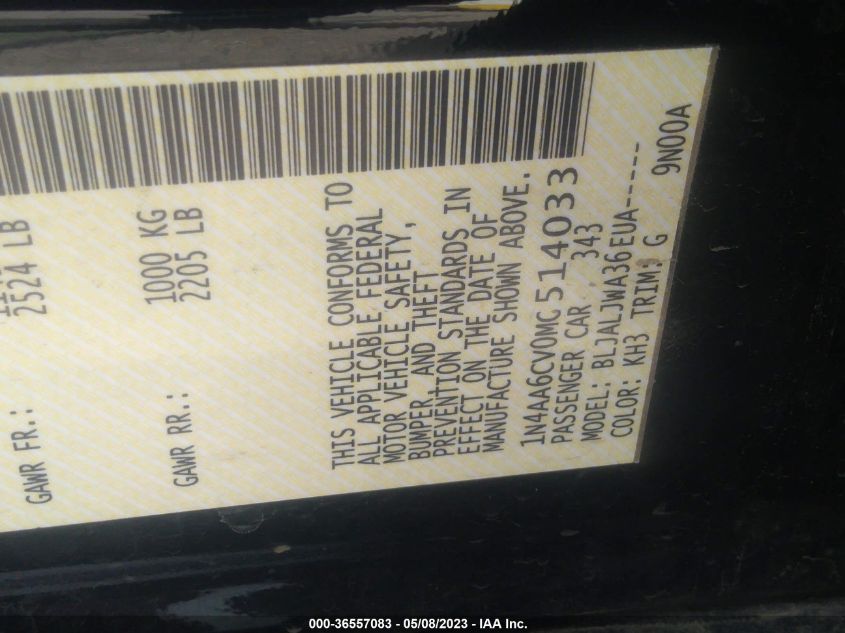 2524 LB
GAWR FR.:
1000 KG
2205 LB
GAWR RR.:
THIS VEHICLE CONFORMS TO
ALL APPLICABLE FEDERAL
MOTOR VEHICLE SAFETY,
BUMPER, AND THEFT
PREVENTION STANDARDS IN
EFFECT ON THE DATE OF
MANUFACTURE SHOWN ABOVE.
1N4AA6CV0MC514033
PASSENGER CAR 343
MODEL: BLJALJWA36EUA-----
COLOR: KH3 TRIM: G 9N00A
000-36557083 - 05/08/2023 - IAA Inc.